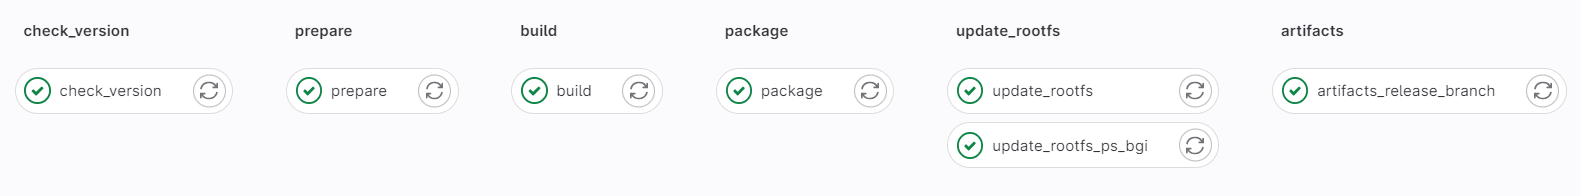 check_version
prepare
build
package
update_rootfs
artifacts
check_version
prepare
build
package
update_rootfs
artifacts_release_branch
update_rootfs_ps_bgi